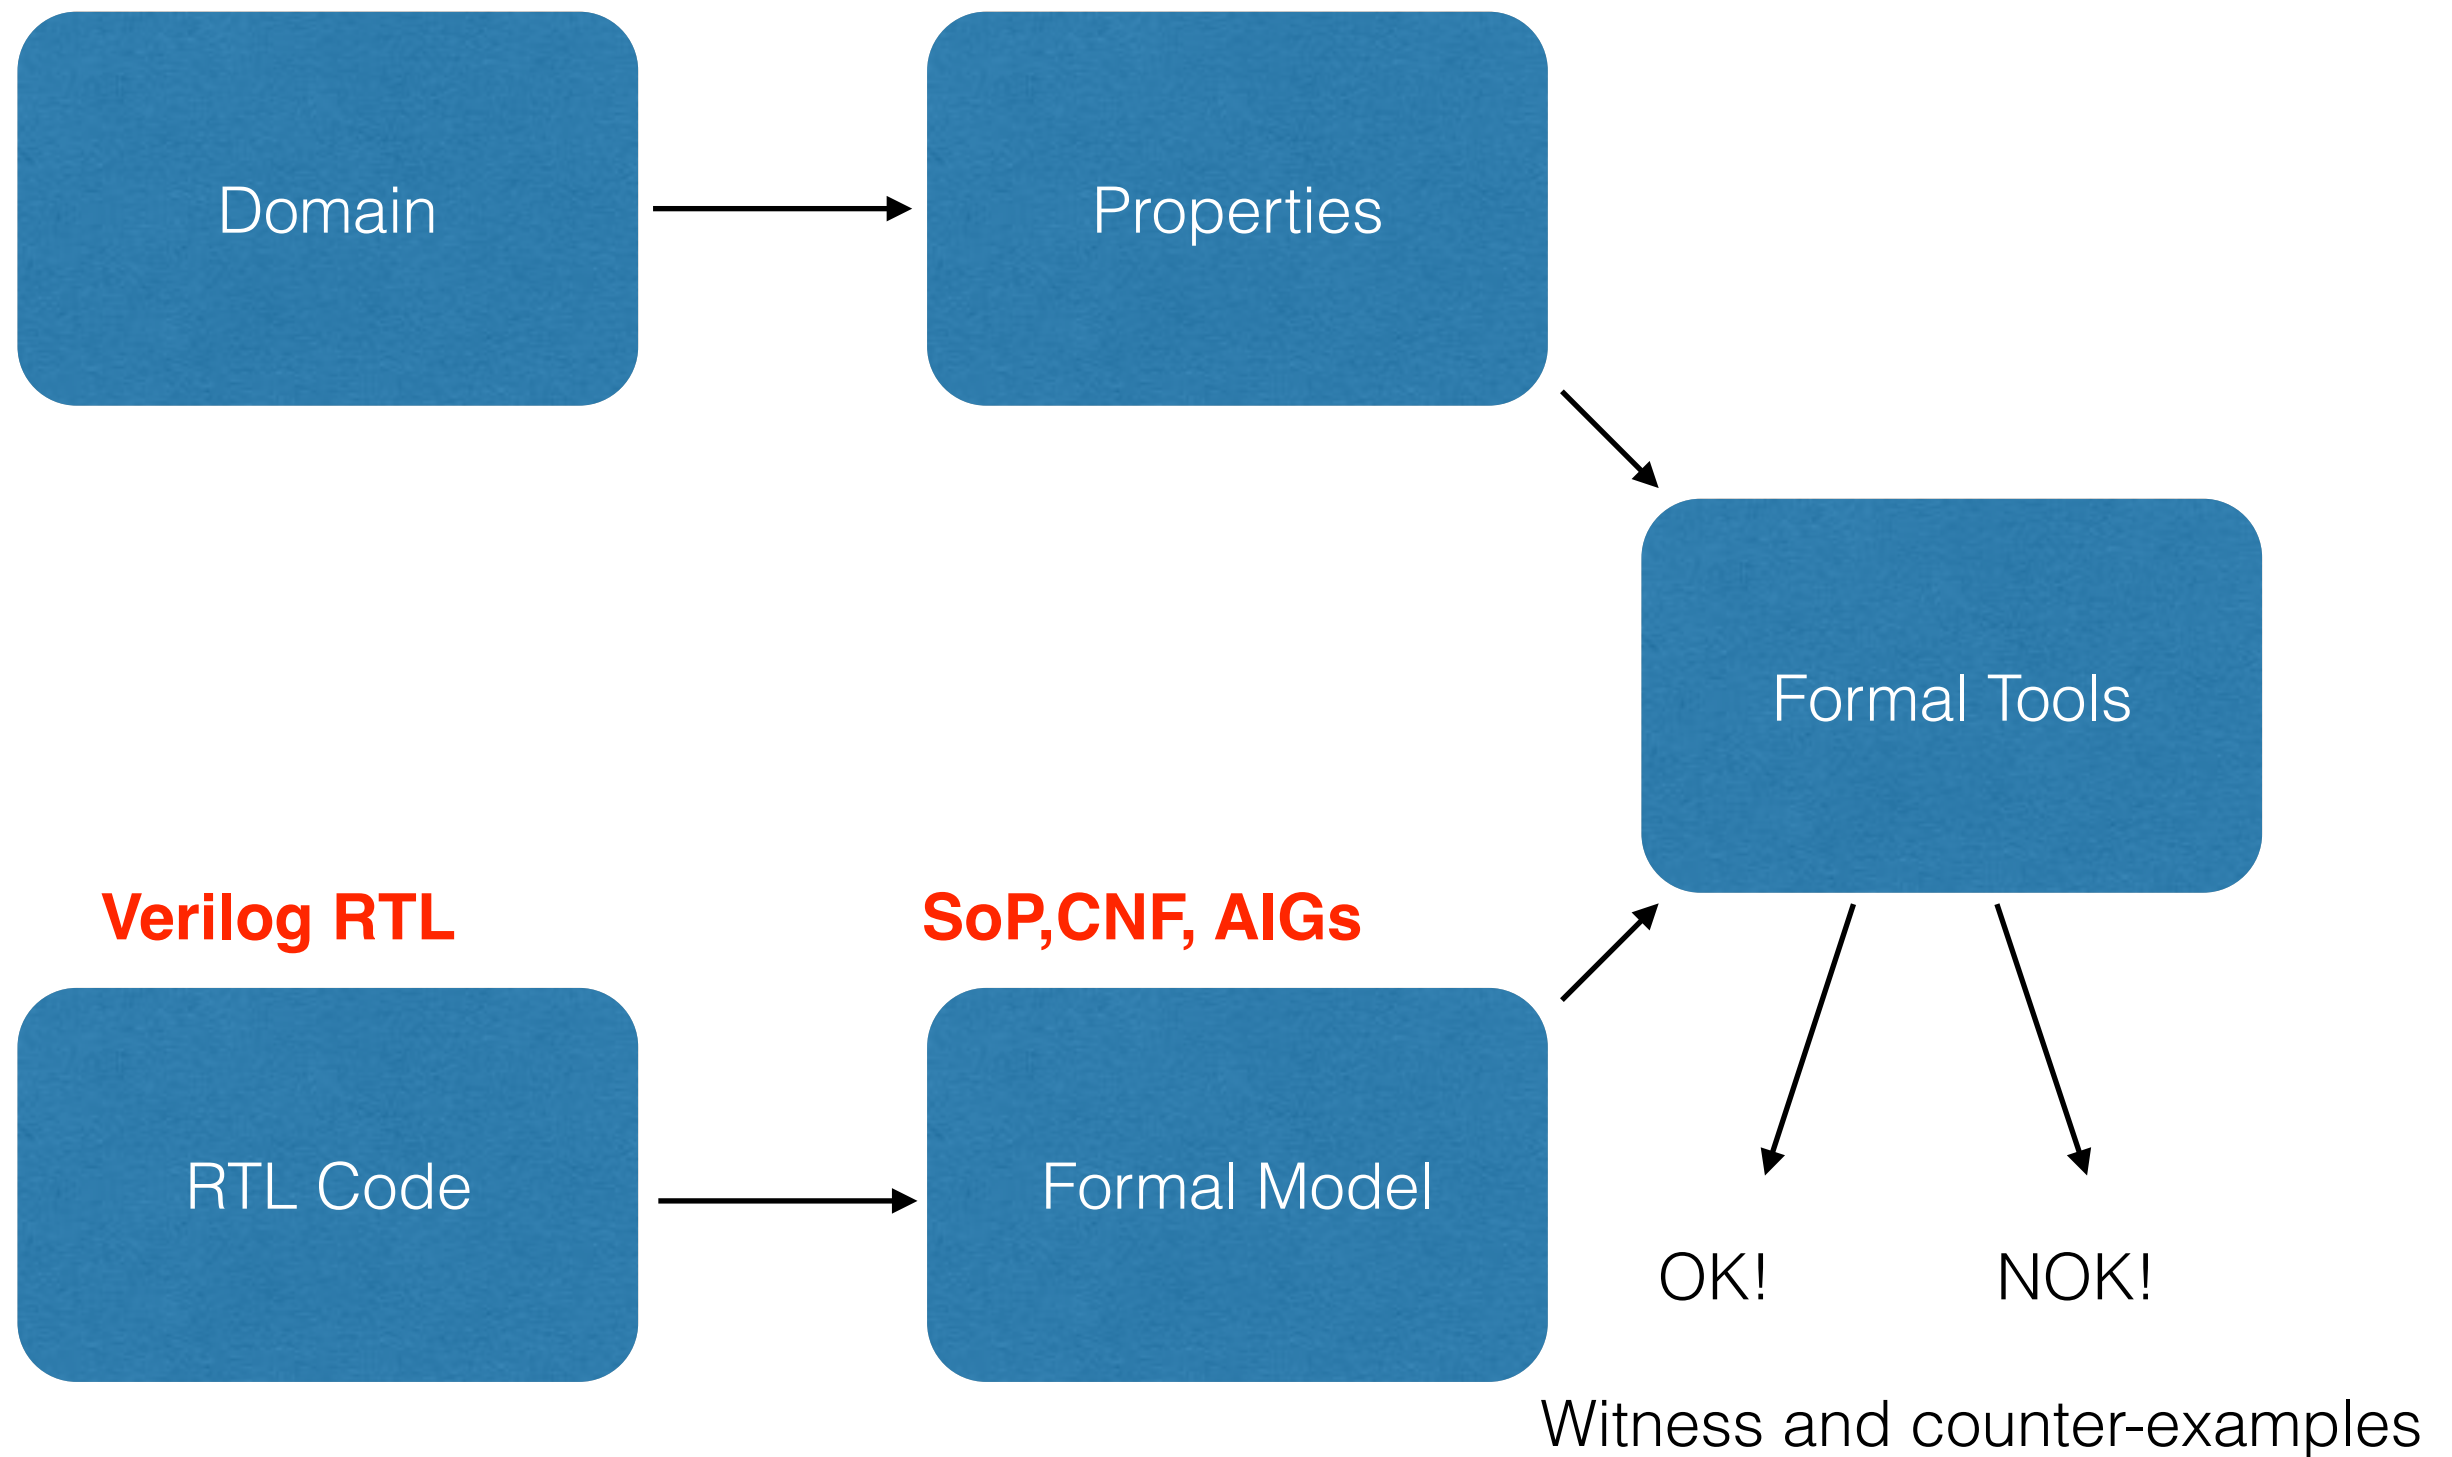 Domain
Properties
Formal Tools
Verilog RTL
SoP,CNF, AIGs
RTL Code
Formal Model
OK!
NOK!
Witness and counter-examples